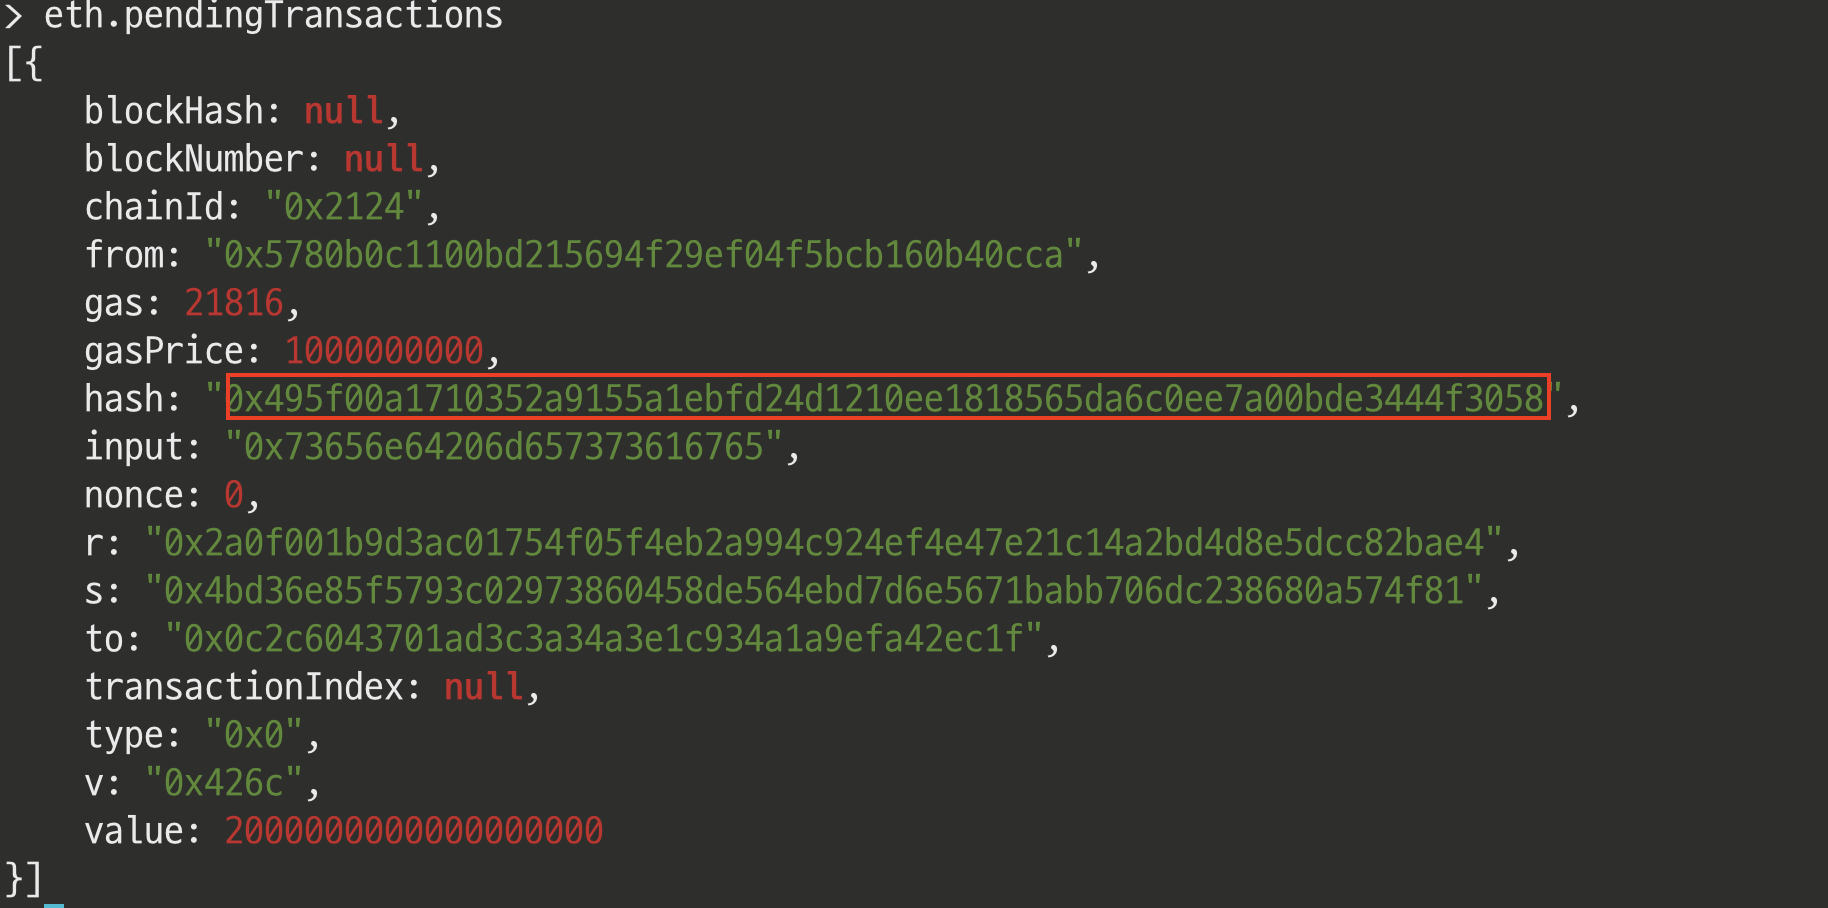 > eth.pendingTransactions
[{
    blockHash: null,
    blockNumber: null,
    chainId: "0x2124",
    from: "0x5780b0c1100bd215694f29ef04f5bcb160b40cca",
    gas: 21816,
    gasPrice: 1000000000,
    hash: "0x495f00a1710352a9155a1ebfd24d1210ee1818565da6c0ee7a00bde3444f3058",
    input: "0x73656e64206d657373616765",
    nonce: 0,
    r: "0x2a0f001b9d3ac01754f05f4eb2a994c924ef4e47e21c14a2bd4d8e5dcc82bae4",
    s: "0x4bd36e85f5793c02973860458de564ebd7d6e5671babb706dc238680a574f81",
    to: "0x0c2c6043701ad3c3a34a3e1c934a1a9efa42ec1f",
    transactionIndex: null,
    type: "0x0",
    v: "0x426c",
    value: 2000000000000000000
}]